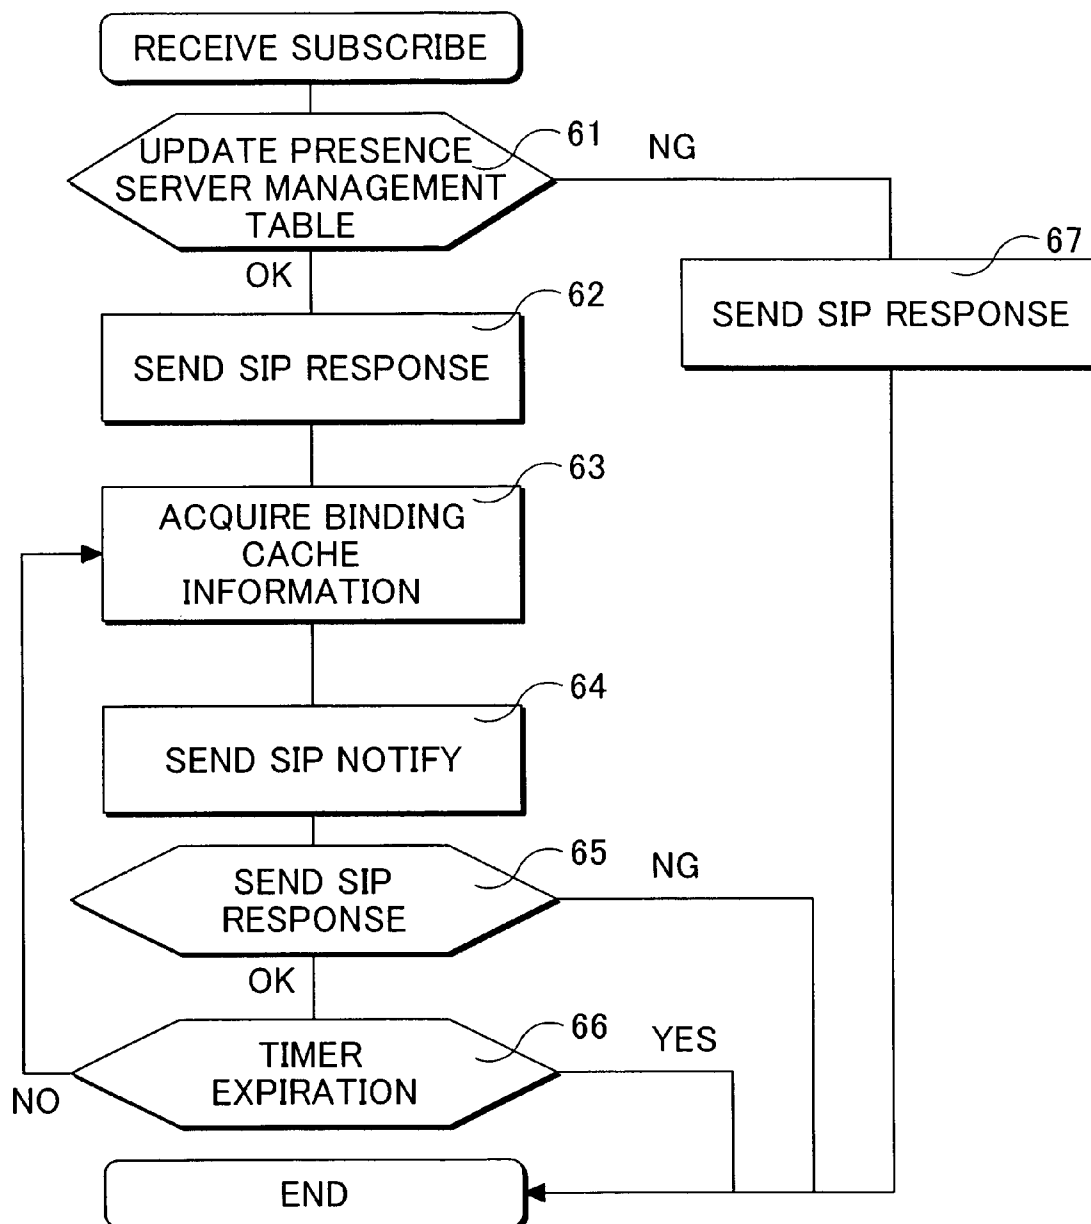 RECEIVE SUBSCRIBE
61
NG
UPDATE PRESENCE
SERVER MANAGEMENT
TABLE
OK
67
SEND SIP RESPONSE
62
SEND SIP RESPONSE
63
ACQUIRE BINDING
CACHE
INFORMATION
64
SEND SIP NOTIFY
65
NG
SEND SIP
RESPONSE
OK
66
YES
TIMER
EXPIRATION
NO
END